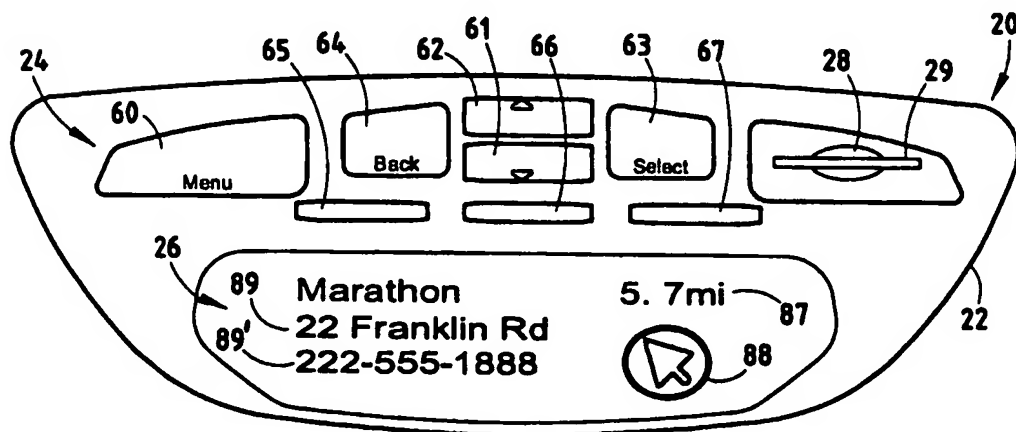 61
65 64 62 66 63 67 28 20
24 29
60
Menu Back Select
26
89 Marathon 5. 7mi 87 22
22 Franklin Rd
89' 222-555-1888 88